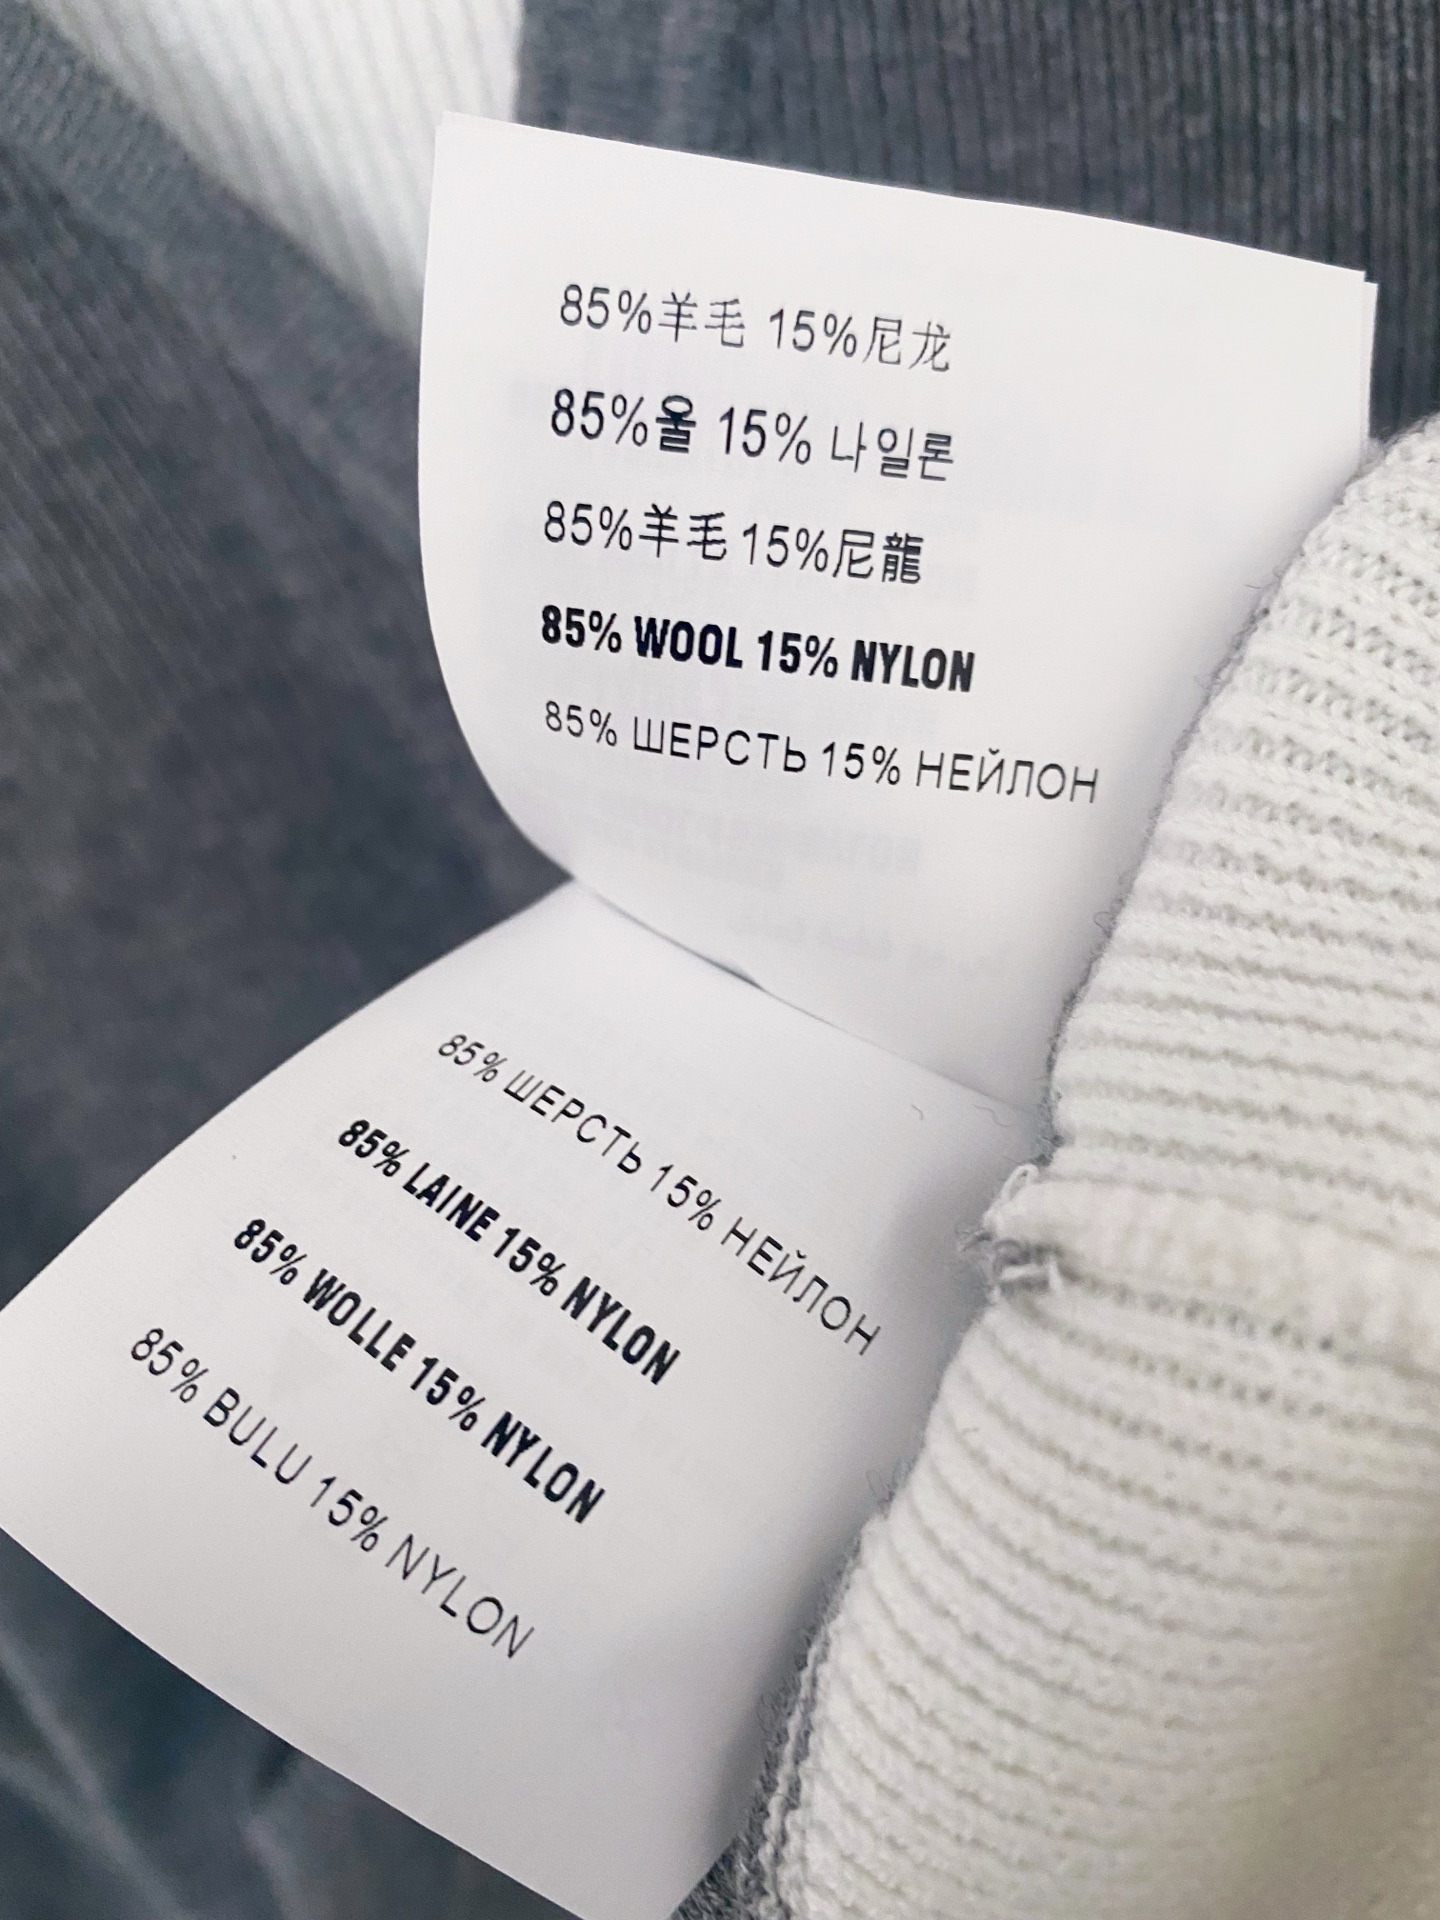 85%羊毛 15%尼龙
85%울 15% 나일론
85%羊毛 15%尼龍
85% WOOL 15% NYLON
85% ШЕРСТЬ 15% НЕЙЛОН
85% ШЕРСТЬ 15% НЕЙЛОН
85% LAINE 15% NYLON
85% WOLLE 15% NYLON
85% BULU 15% NYLON